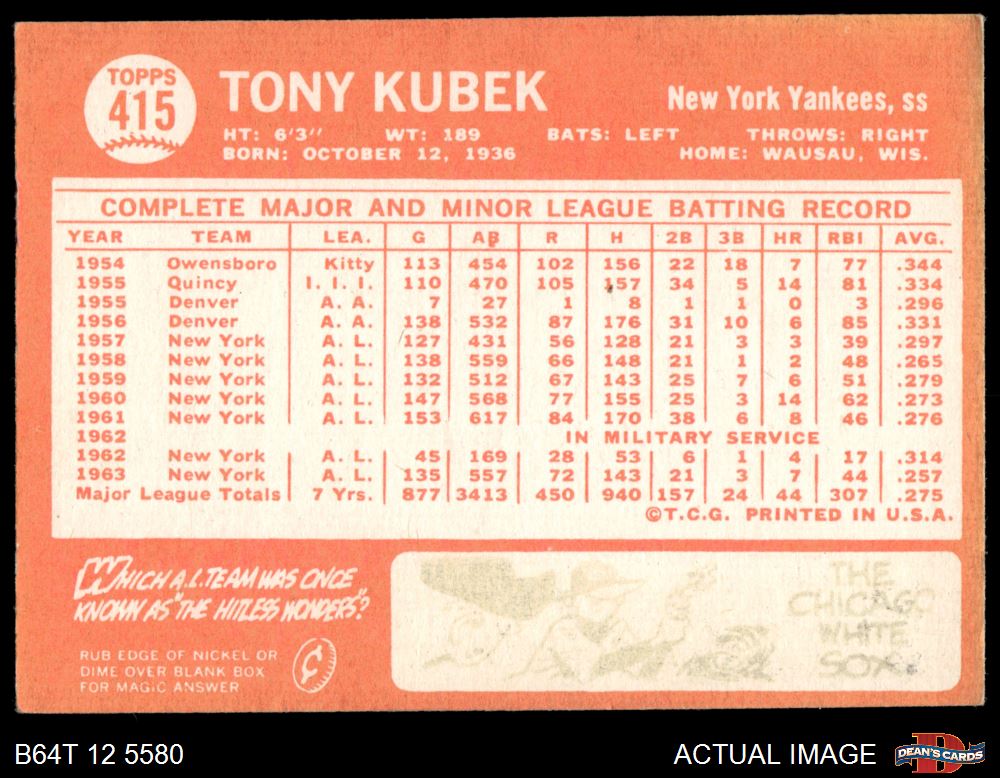 TOPPS
415
TONY KUBEK
New York Yankees, ss
HT: 6'3" WT: 189 BATS: LEFT THROWS: RIGHT
BORN: OCTOBER 12, 1936 HOME: WAUSAU, WIS.
COMPLETE MAJOR AND MINOR LEAGUE BATTING RECORD
YEAR TEAM LEA. G AB R H 2B 3B HR RBI AVG.
1954 Owensboro Kitty 113 454 102 156 22 18 7 77 .344
1955 Quincy I. I. I. 110 470 105 157 34 5 14 81 .334
1955 Denver A. A. 7 27 1 8 1 1 0 3 .296
1956 Denver A. A. 138 532 87 176 31 10 6 85 .331
1957 New York A. L. 127 431 56 128 21 3 3 39 .297
1958 New York A. L. 138 559 66 148 21 1 2 48 .265
1959 New York A. L. 132 512 67 143 25 7 6 51 .279
1960 New York A. L. 147 568 77 155 25 3 14 62 .273
1961 New York A. L. 153 617 84 170 38 6 8 46 .276
1962 IN MILITARY SERVICE
1962 New York A. L. 45 169 28 53 6 1 4 17 .314
1963 New York A. L. 135 557 72 143 21 3 7 44 .257
Major League Totals 7 Yrs. 877 3413 450 940 157 24 44 307 .275
©T.C.G. PRINTED IN U.S.A.
WHICH A.L. TEAM WAS ONCE
KNOWN AS "THE HITLESS WONDERS"?
RUB EDGE OF NICKEL OR
DIME OVER BLANK BOX
FOR MAGIC ANSWER
¢
THE
CHICAGO
WHITE
SOX.
B64T 12 5580
ACTUAL IMAGE
DEAN'S CARDS